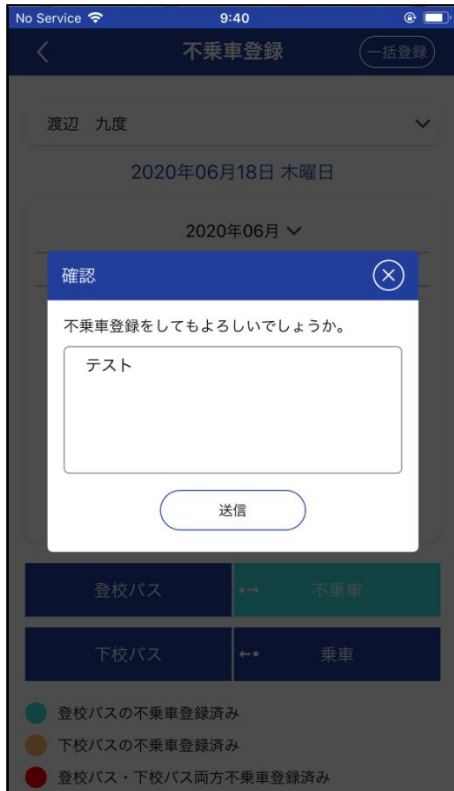 No Service 9:40
不乗車登録 一括登録
渡辺　九度
2020年06月18日 木曜日
2020年06月
確認
不乗車登録をしてもよろしいでしょうか。
テスト
送信
登校バス 不乗車
下校バス 乗車
登校バスの不乗車登録済み
下校バスの不乗車登録済み
登校バス・下校バス両方不乗車登録済み